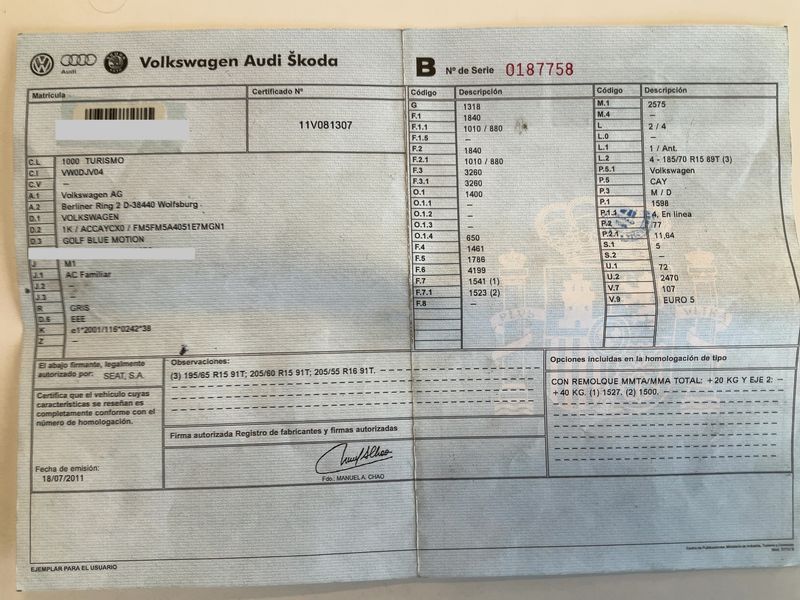 Audi
Volkswagen Audi Škoda
B Nº de Serie 0187758
Matrícula
Certificado Nº
11V081307
C.L 1000 TURISMO
C.I VW0DJV04
C.V –
A.1 Volkswagen AG
A.2 Berliner Ring 2 D-38440 Wolfsburg
D.1 VOLKSWAGEN
D.2 1K / ACCAYCX0 / FM5FM5A4051E7MGN1
D.3 GOLF BLUE MOTION
J M1
J.1 AC Familiar
J.2 –
J.3 –
R GRIS
D.6 EEE
K e1*2001/116*0242*38
Z –
Código Descripción
G 1318
F.1 1840
F.1.1 1010 / 880
F.1.5 –
F.2 1840
F.2.1 1010 / 880
F.3 3260
F.3.1 3260
O.1 1400
O.1.1 –
O.1.2 –
O.1.3 –
O.1.4 650
F.4 1461
F.5 1786
F.6 4199
F.7 1541 (1)
F.7.1 1523 (2)
F.8 –
Código Descripción
M.1 2575
M.4 –
L 2 / 4
L.0 –
L.1 1 / Ant.
L.2 4 - 185/70 R15 89T (3)
P.5.1 Volkswagen
P.5 CAY
P.3 M / D
P.1 1598
P.1.1 4, En linea
P.2 77
P.2.1 11,64
S.1 5
S.2 –
U.1 72
U.2 2470
V.7 107
V.9 EURO 5
El abajo firmante, legalmente
autorizado por: SEAT, S.A.
Certifica que el vehículo cuyas
características se reseñan es
completamente conforme con el
número de homologación.
Fecha de emisión:
18/07/2011
Observaciones:
(3) 195/65 R15 91T; 205/60 R15 91T; 205/55 R16 91T.
Firma autorizada Registro de fabricantes y firmas autorizadas
Fdo.: MANUEL A. CHAO
Opciones incluidas en la homologación de tipo
CON REMOLQUE MMTA/MMA TOTAL: +20 KG Y EJE 2:
+40 KG. (1) 1527. (2) 1500.
EJEMPLAR PARA EL USUARIO